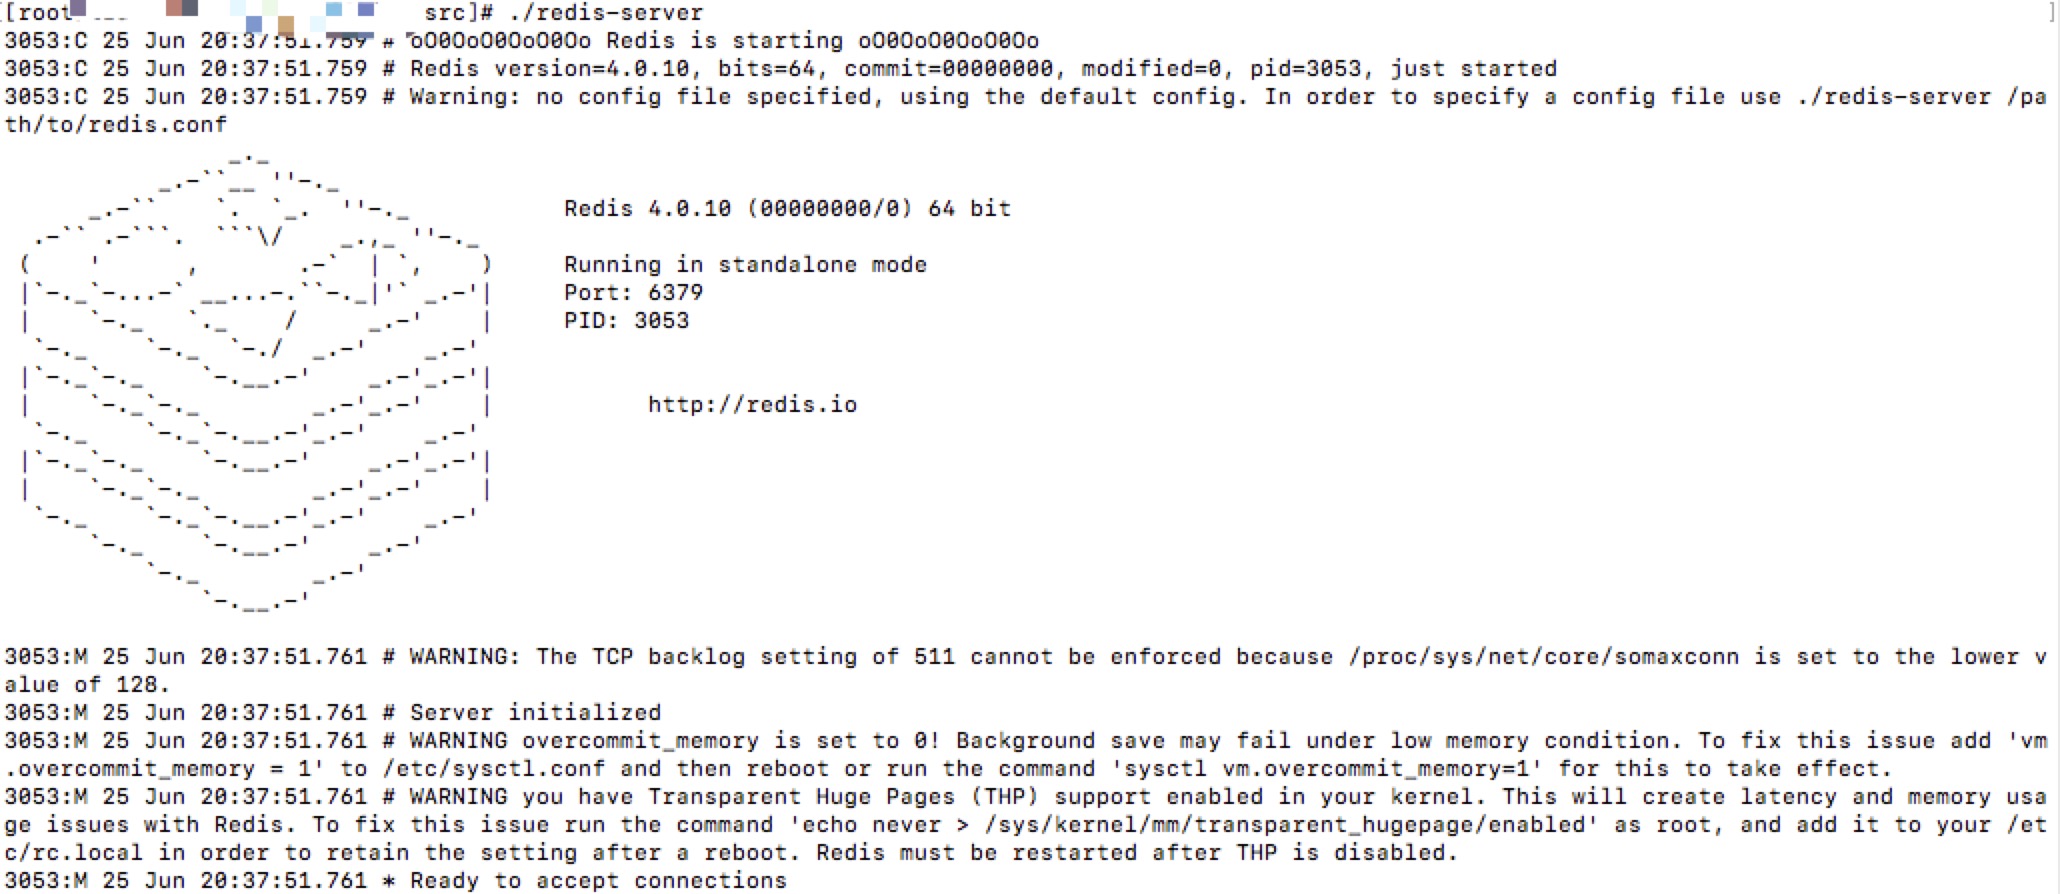 [root src]# ./redis-server ]
3053:C 25 Jun 20:37:51.759 # oO0OoO0OoO0Oo Redis is starting oO0OoO0OoO0Oo
3053:C 25 Jun 20:37:51.759 # Redis version=4.0.10, bits=64, commit=00000000, modified=0, pid=3053, just started
3053:C 25 Jun 20:37:51.759 # Warning: no config file specified, using the default config. In order to specify a config file use ./redis-server /pa
th/to/redis.conf
Redis 4.0.10 (00000000/0) 64 bit
Running in standalone mode
Port: 6379
PID: 3053
http://redis.io
3053:M 25 Jun 20:37:51.761 # WARNING: The TCP backlog setting of 511 cannot be enforced because /proc/sys/net/core/somaxconn is set to the lower v
alue of 128.
3053:M 25 Jun 20:37:51.761 # Server initialized
3053:M 25 Jun 20:37:51.761 # WARNING overcommit_memory is set to 0! Background save may fail under low memory condition. To fix this issue add 'vm
.overcommit_memory = 1' to /etc/sysctl.conf and then reboot or run the command 'sysctl vm.overcommit_memory=1' for this to take effect.
3053:M 25 Jun 20:37:51.761 # WARNING you have Transparent Huge Pages (THP) support enabled in your kernel. This will create latency and memory usa
ge issues with Redis. To fix this issue run the command 'echo never > /sys/kernel/mm/transparent_hugepage/enabled' as root, and add it to your /et
c/rc.local in order to retain the setting after a reboot. Redis must be restarted after THP is disabled.
3053:M 25 Jun 20:37:51.761 * Ready to accept connections